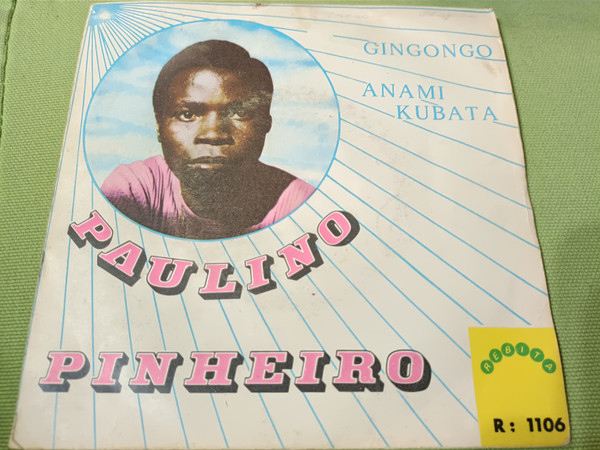 GINGONGO
ANAMI
KUBATA
PAULINO
PINHEIRO
REBITA
R: 1106